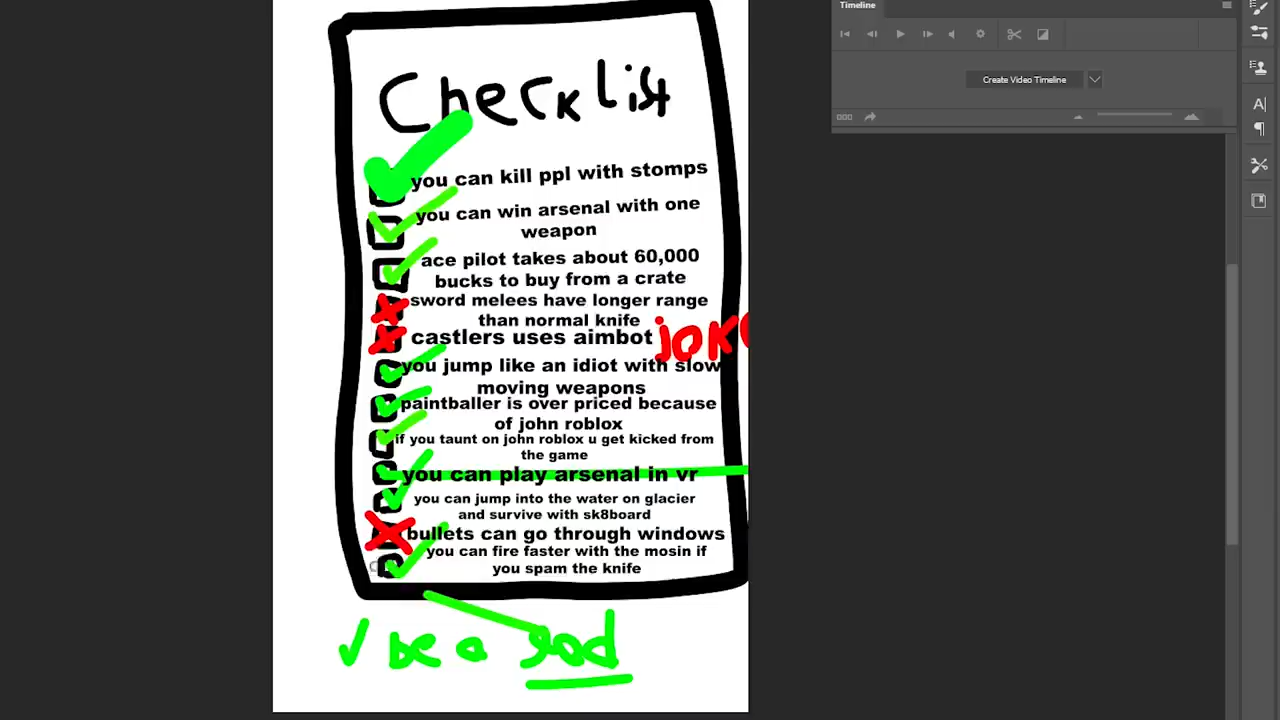 Timeline
Create Video Timeline
Checklist
you can kill ppl with stomps
you can win arsenal with one
weapon
ace pilot takes about 60,000
bucks to buy from a crate
sword melees have longer range
than normal knife
castlers uses aimbot
joke
you jump like an idiot with slow
moving weapons
paintballer is over priced because
of john roblox
if you taunt on john roblox u get kicked from
the game
you can play arsenal in vr
you can jump into the water on glacier
and survive with sk8board
bullets can go through windows
you can fire faster with the mosin if
you spam the knife
be a god